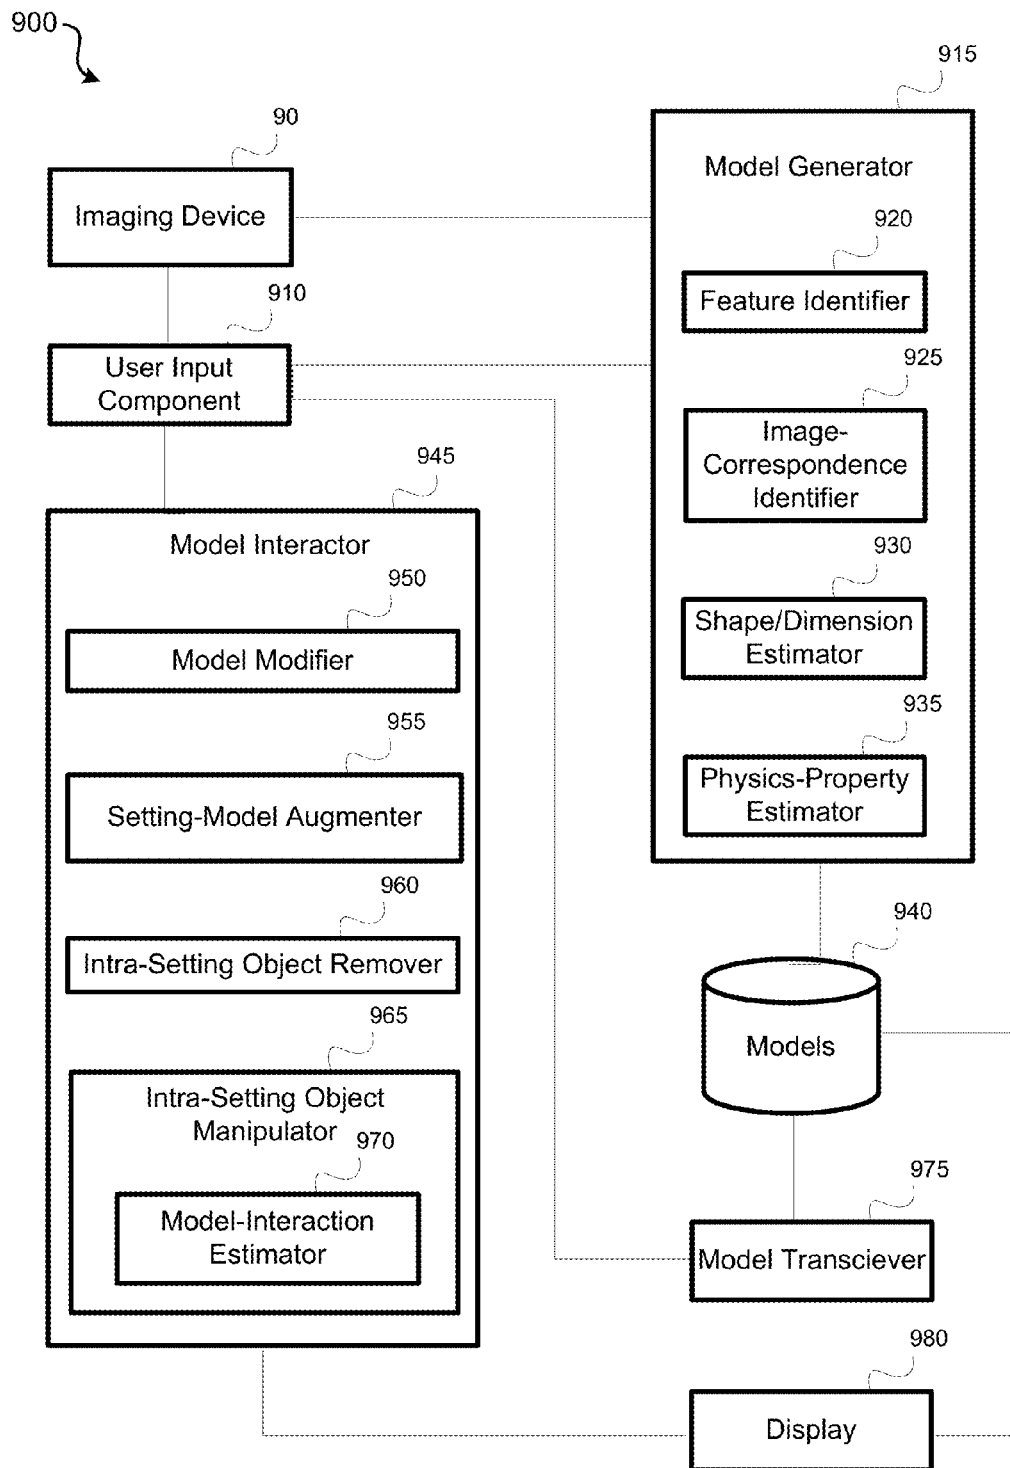 900
90
Imaging Device
910
User Input
Component
945
Model Interactor
950
Model Modifier
955
Setting-Model Augmenter
960
Intra-Setting Object Remover
965
Intra-Setting Object
Manipulator
970
Model-Interaction
Estimator
915
Model Generator
920
Feature Identifier
925
Image-
Correspondence
Identifier
930
Shape/Dimension
Estimator
935
Physics-Property
Estimator
940
Models
975
Model Transciever
980
Display